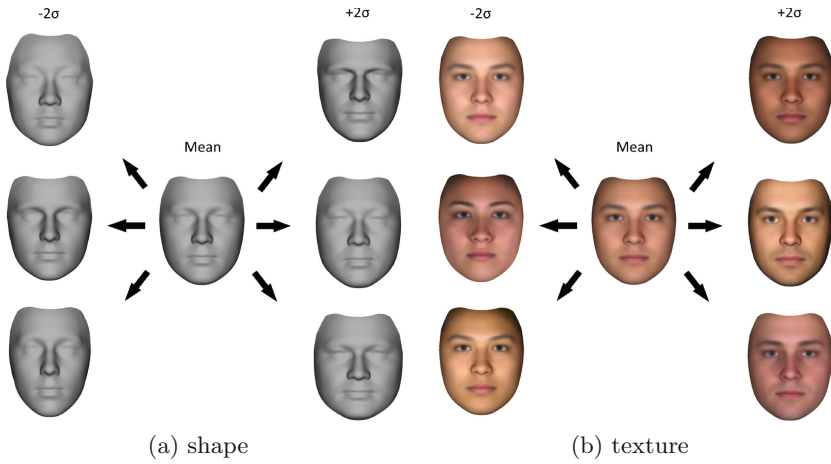 -2σ +2σ -2σ +2σ
Mean Mean
(a) shape (b) texture